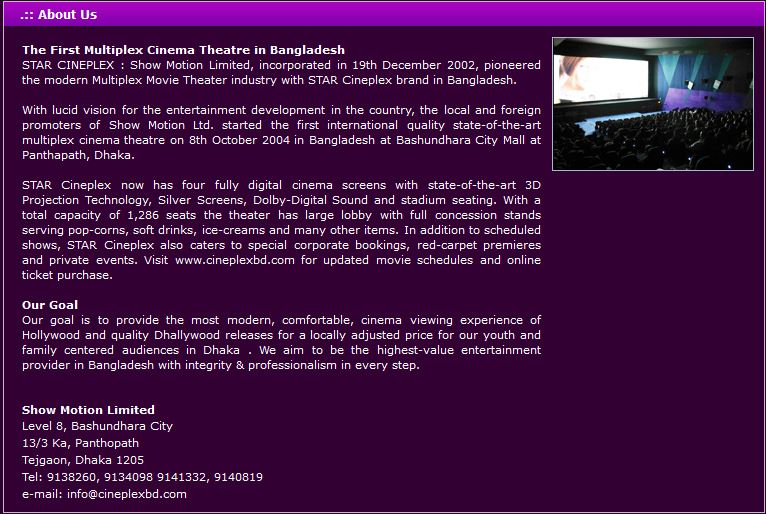 .:: About Us
The First Multiplex Cinema Theatre in Bangladesh
STAR CINEPLEX : Show Motion Limited, incorporated in 19th December 2002, pioneered
the modern Multiplex Movie Theater industry with STAR Cineplex brand in Bangladesh.
With lucid vision for the entertainment development in the country, the local and foreign
promoters of Show Motion Ltd. started the first international quality state-of-the-art
multiplex cinema theatre on 8th October 2004 in Bangladesh at Bashundhara City Mall at
Panthapath, Dhaka.
STAR Cineplex now has four fully digital cinema screens with state-of-the-art 3D
Projection Technology, Silver Screens, Dolby-Digital Sound and stadium seating. With a
total capacity of 1,286 seats the theater has large lobby with full concession stands
serving pop-corns, soft drinks, ice-creams and many other items. In addition to scheduled
shows, STAR Cineplex also caters to special corporate bookings, red-carpet premieres
and private events. Visit www.cineplexbd.com for updated movie schedules and online
ticket purchase.
Our Goal
Our goal is to provide the most modern, comfortable, cinema viewing experience of
Hollywood and quality Dhallywood releases for a locally adjusted price for our youth and
family centered audiences in Dhaka . We aim to be the highest-value entertainment
provider in Bangladesh with integrity & professionalism in every step.
Show Motion Limited
Level 8, Bashundhara City
13/3 Ka, Panthopath
Tejgaon, Dhaka 1205
Tel: 9138260, 9134098 9141332, 9140819
e-mail: info@cineplexbd.com